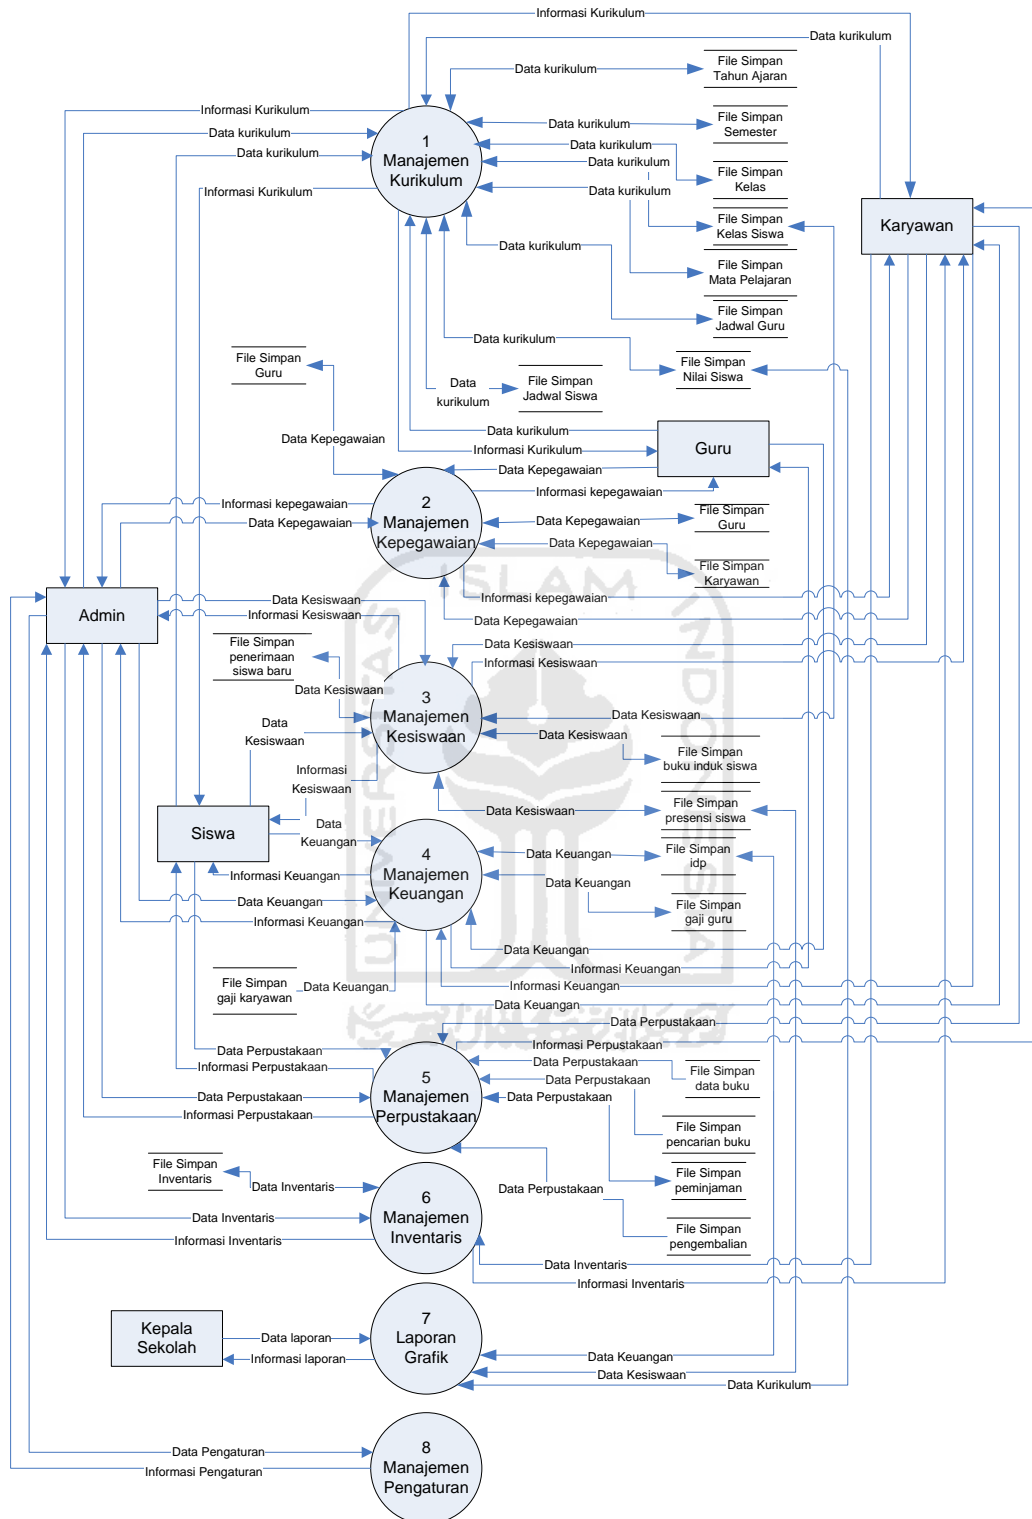 Informasi Kurikulum
Data kurikulum
File Simpan
Tahun Ajaran
Data kurikulum
Informasi Kurikulum
Data kurikulum
Data kurikulum
Informasi Kurikulum
1
Manajemen
Kurikulum
Data kurikulum
File Simpan
Semester
Data kurikulum
Data kurikulum
File Simpan
Kelas
Data kurikulum
File Simpan
Kelas Siswa
Karyawan
Data kurikulum
File Simpan
Mata Pelajaran
File Simpan
Jadwal Guru
Data kurikulum
File Simpan
Nilai Siswa
File Simpan
Guru
Data
kurikulum
File Simpan
Jadwal Siswa
Data Kepegawaian
Data kurikulum
Informasi Kurikulum
Guru
Data Kepegawaian
Informasi kepegawaian
Informasi kepegawaian
Data Kepegawaian
2
Manajemen
Kepegawaian
Data Kepegawaian
File Simpan
Guru
Data Kepegawaian
File Simpan
Karyawan
ISLAM
UNIVERSITAS
INDONESIA
Informasi kepegawaian
Data Kepegawaian
Admin
Data Kesiswaan
Informasi Kesiswaan
File Simpan
penerimaan
siswa baru
Data Kesiswaan
Data Kesiswaan
Informasi Kesiswaan
3
Manajemen
Kesiswaan
Data Kesiswaan
Data Kesiswaan
File Simpan
buku induk siswa
Data
Kesiswaan
Informasi
Kesiswaan
Data Kesiswaan
File Simpan
presensi siswa
Siswa
Data
Keuangan
Informasi Keuangan
4
Manajemen
Keuangan
Data Keuangan
File Simpan
idp
Data Keuangan
File Simpan
gaji guru
Data Keuangan
Informasi Keuangan
Data Keuangan
Informasi Keuangan
Informasi Keuangan
Data Keuangan
File Simpan
gaji karyawan
Data Keuangan
Data Perpustakaan
Informasi Perpustakaan
Data Perpustakaan
Informasi Perpustakaan
Data Perpustakaan
Informasi Perpustakaan
5
Manajemen
Perpustakaan
Data Perpustakaan
File Simpan
data buku
Data Perpustakaan
Data Perpustakaan
File Simpan
pencarian buku
File Simpan
peminjaman
Data Perpustakaan
File Simpan
pengembalian
File Simpan
Inventaris
Data Inventaris
Data Inventaris
Informasi Inventaris
6
Manajemen
Inventaris
Data Inventaris
Informasi Inventaris
Kepala
Sekolah
Data laporan
Informasi laporan
7
Laporan
Grafik
Data Keuangan
Data Kesiswaan
Data Kurikulum
Data Pengaturan
Informasi Pengaturan
8
Manajemen
Pengaturan